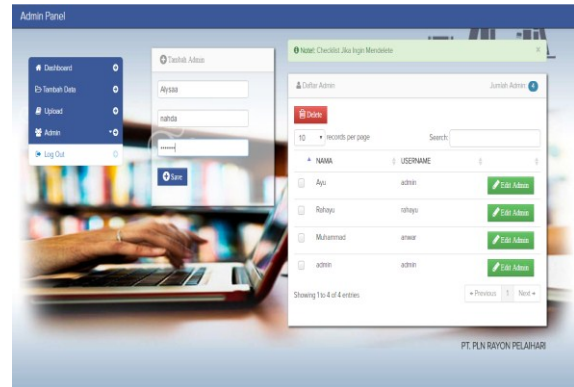 Admin Panel
Dashboard
Tambah Data
Upload
Admin
Log Out
Tambah Admin
Alysaa
nahda
Save
Note!: Checklist Jika Ingin Mendelete
×
Daftar Admin
Jumlah Admin 4
Delete
10 records per page
Search:
NAMA USERNAME
Ayu admin Edit Admin
Rahayu rahayu Edit Admin
Muhammad anwar Edit Admin
admin admin Edit Admin
Showing 1 to 4 of 4 entries
« Previous 1 Next »
PT. PLN RAYON PELAIHARI